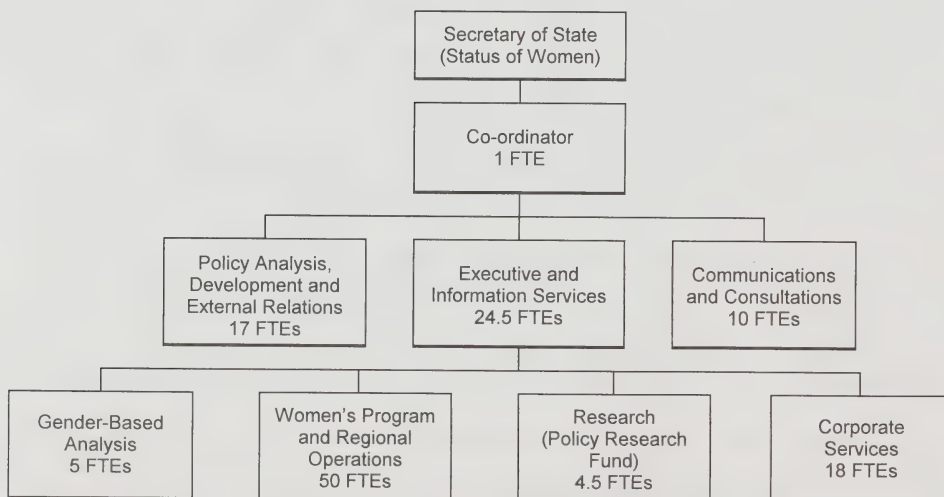 Secretary of State
(Status of Women)
Co-ordinator
1 FTE
Policy Analysis,
Development and
External Relations
17 FTEs
Executive and
Information Services
24.5 FTEs
Communications
and Consultations
10 FTEs
Gender-Based
Analysis
5 FTEs
Women's Program
and Regional
Operations
50 FTEs
Research
(Policy Research
Fund)
4.5 FTEs
Corporate
Services
18 FTEs